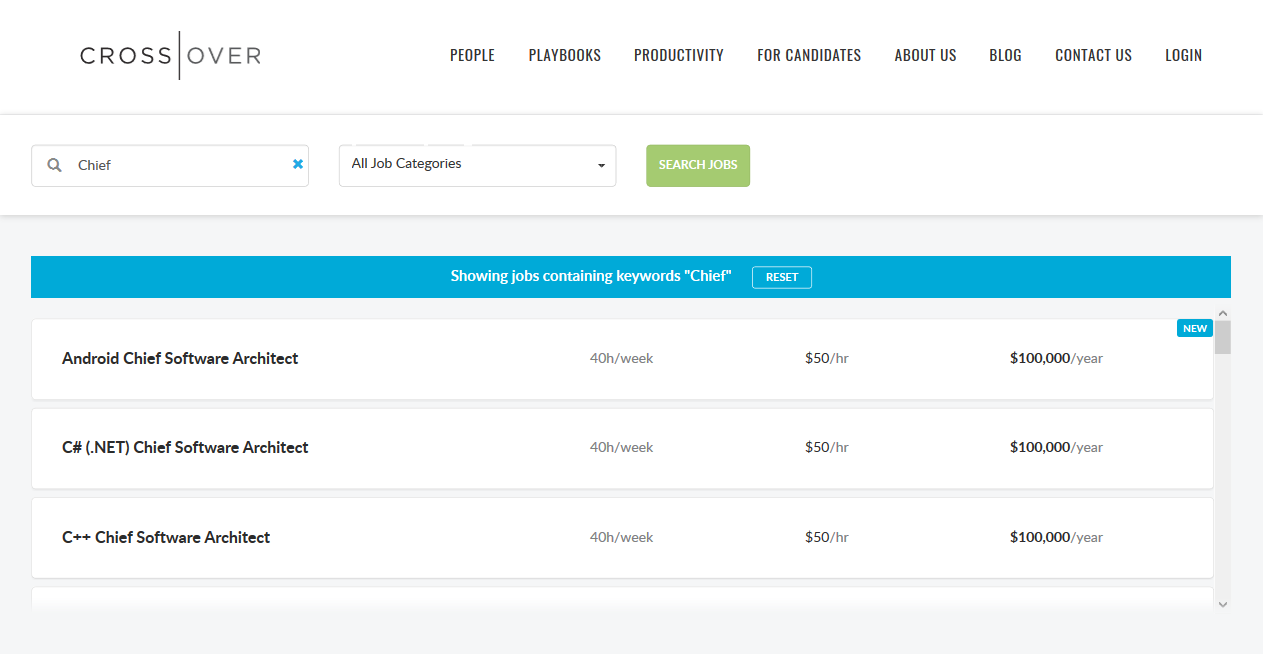 CROSS OVER
PEOPLE PLAYBOOKS PRODUCTIVITY FOR CANDIDATES ABOUT US BLOG CONTACT US LOGIN
Chief
All Job Categories
SEARCH JOBS
Showing jobs containing keywords "Chief" RESET
NEW
Android Chief Software Architect 40h/week $50/hr $100,000/year
C# (.NET) Chief Software Architect 40h/week $50/hr $100,000/year
C++ Chief Software Architect 40h/week $50/hr $100,000/year